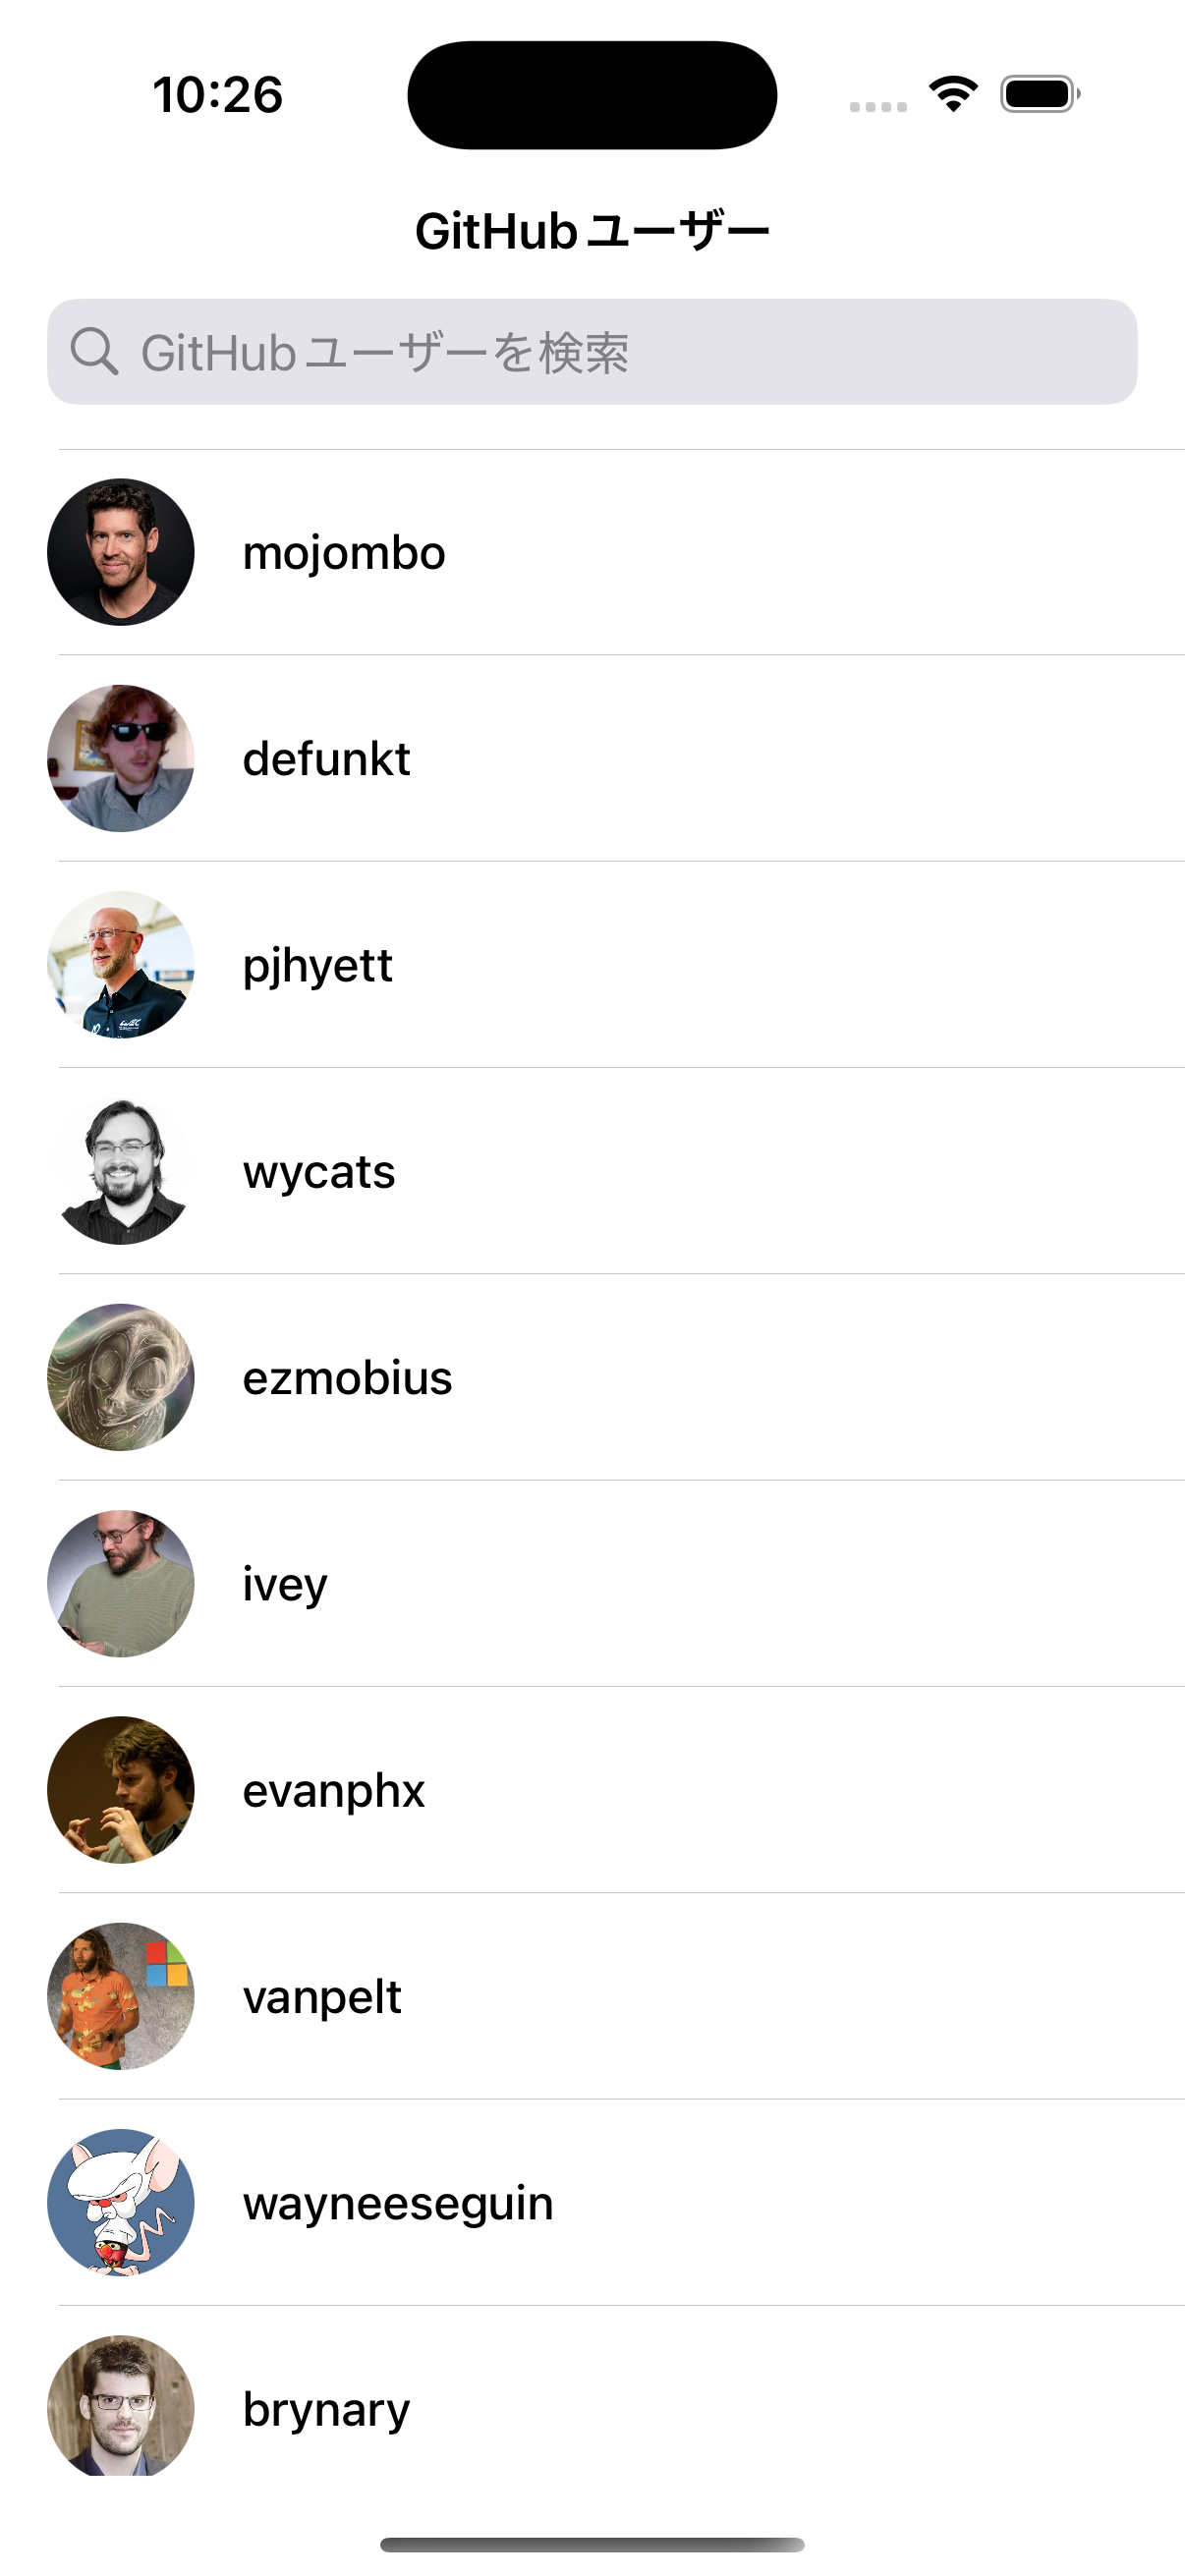 10:26
GitHubユーザー
GitHubユーザーを検索
mojombo
defunkt
pjhyett
wycats
ezmobius
ivey
evanphx
vanpelt
wayneeseguin
brynary